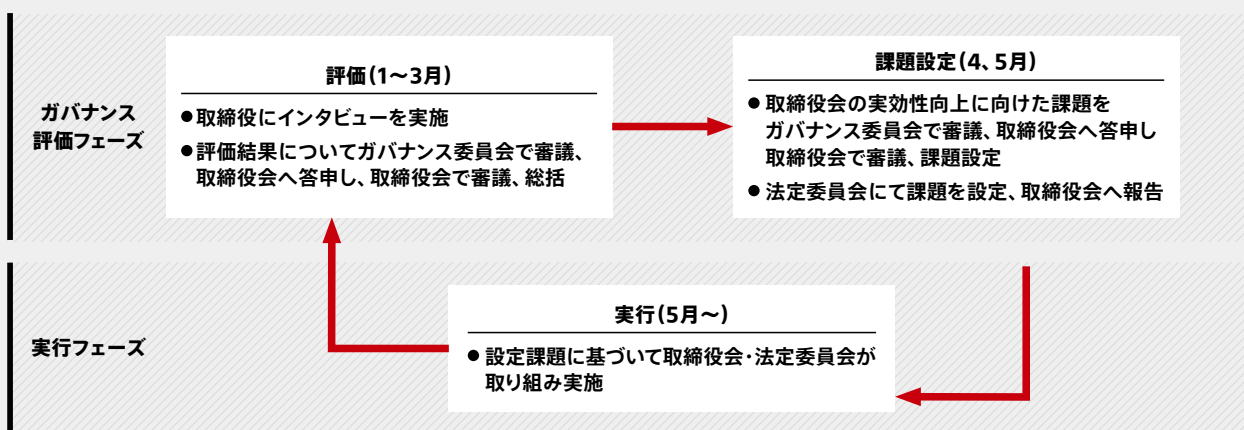 ガバナンス
評価フェーズ
評価(1～3月)
●取締役にインタビューを実施
●評価結果についてガバナンス委員会で審議、
取締役会へ答申し、取締役会で審議、総括
課題設定(4、5月)
●取締役会の実効性向上に向けた課題を
ガバナンス委員会で審議、取締役会へ答申し
取締役会で審議、課題設定
●法定委員会にて課題を設定、取締役会へ報告
実行フェーズ
実行(5月～)
●設定課題に基づいて取締役会・法定委員会が
取り組み実施